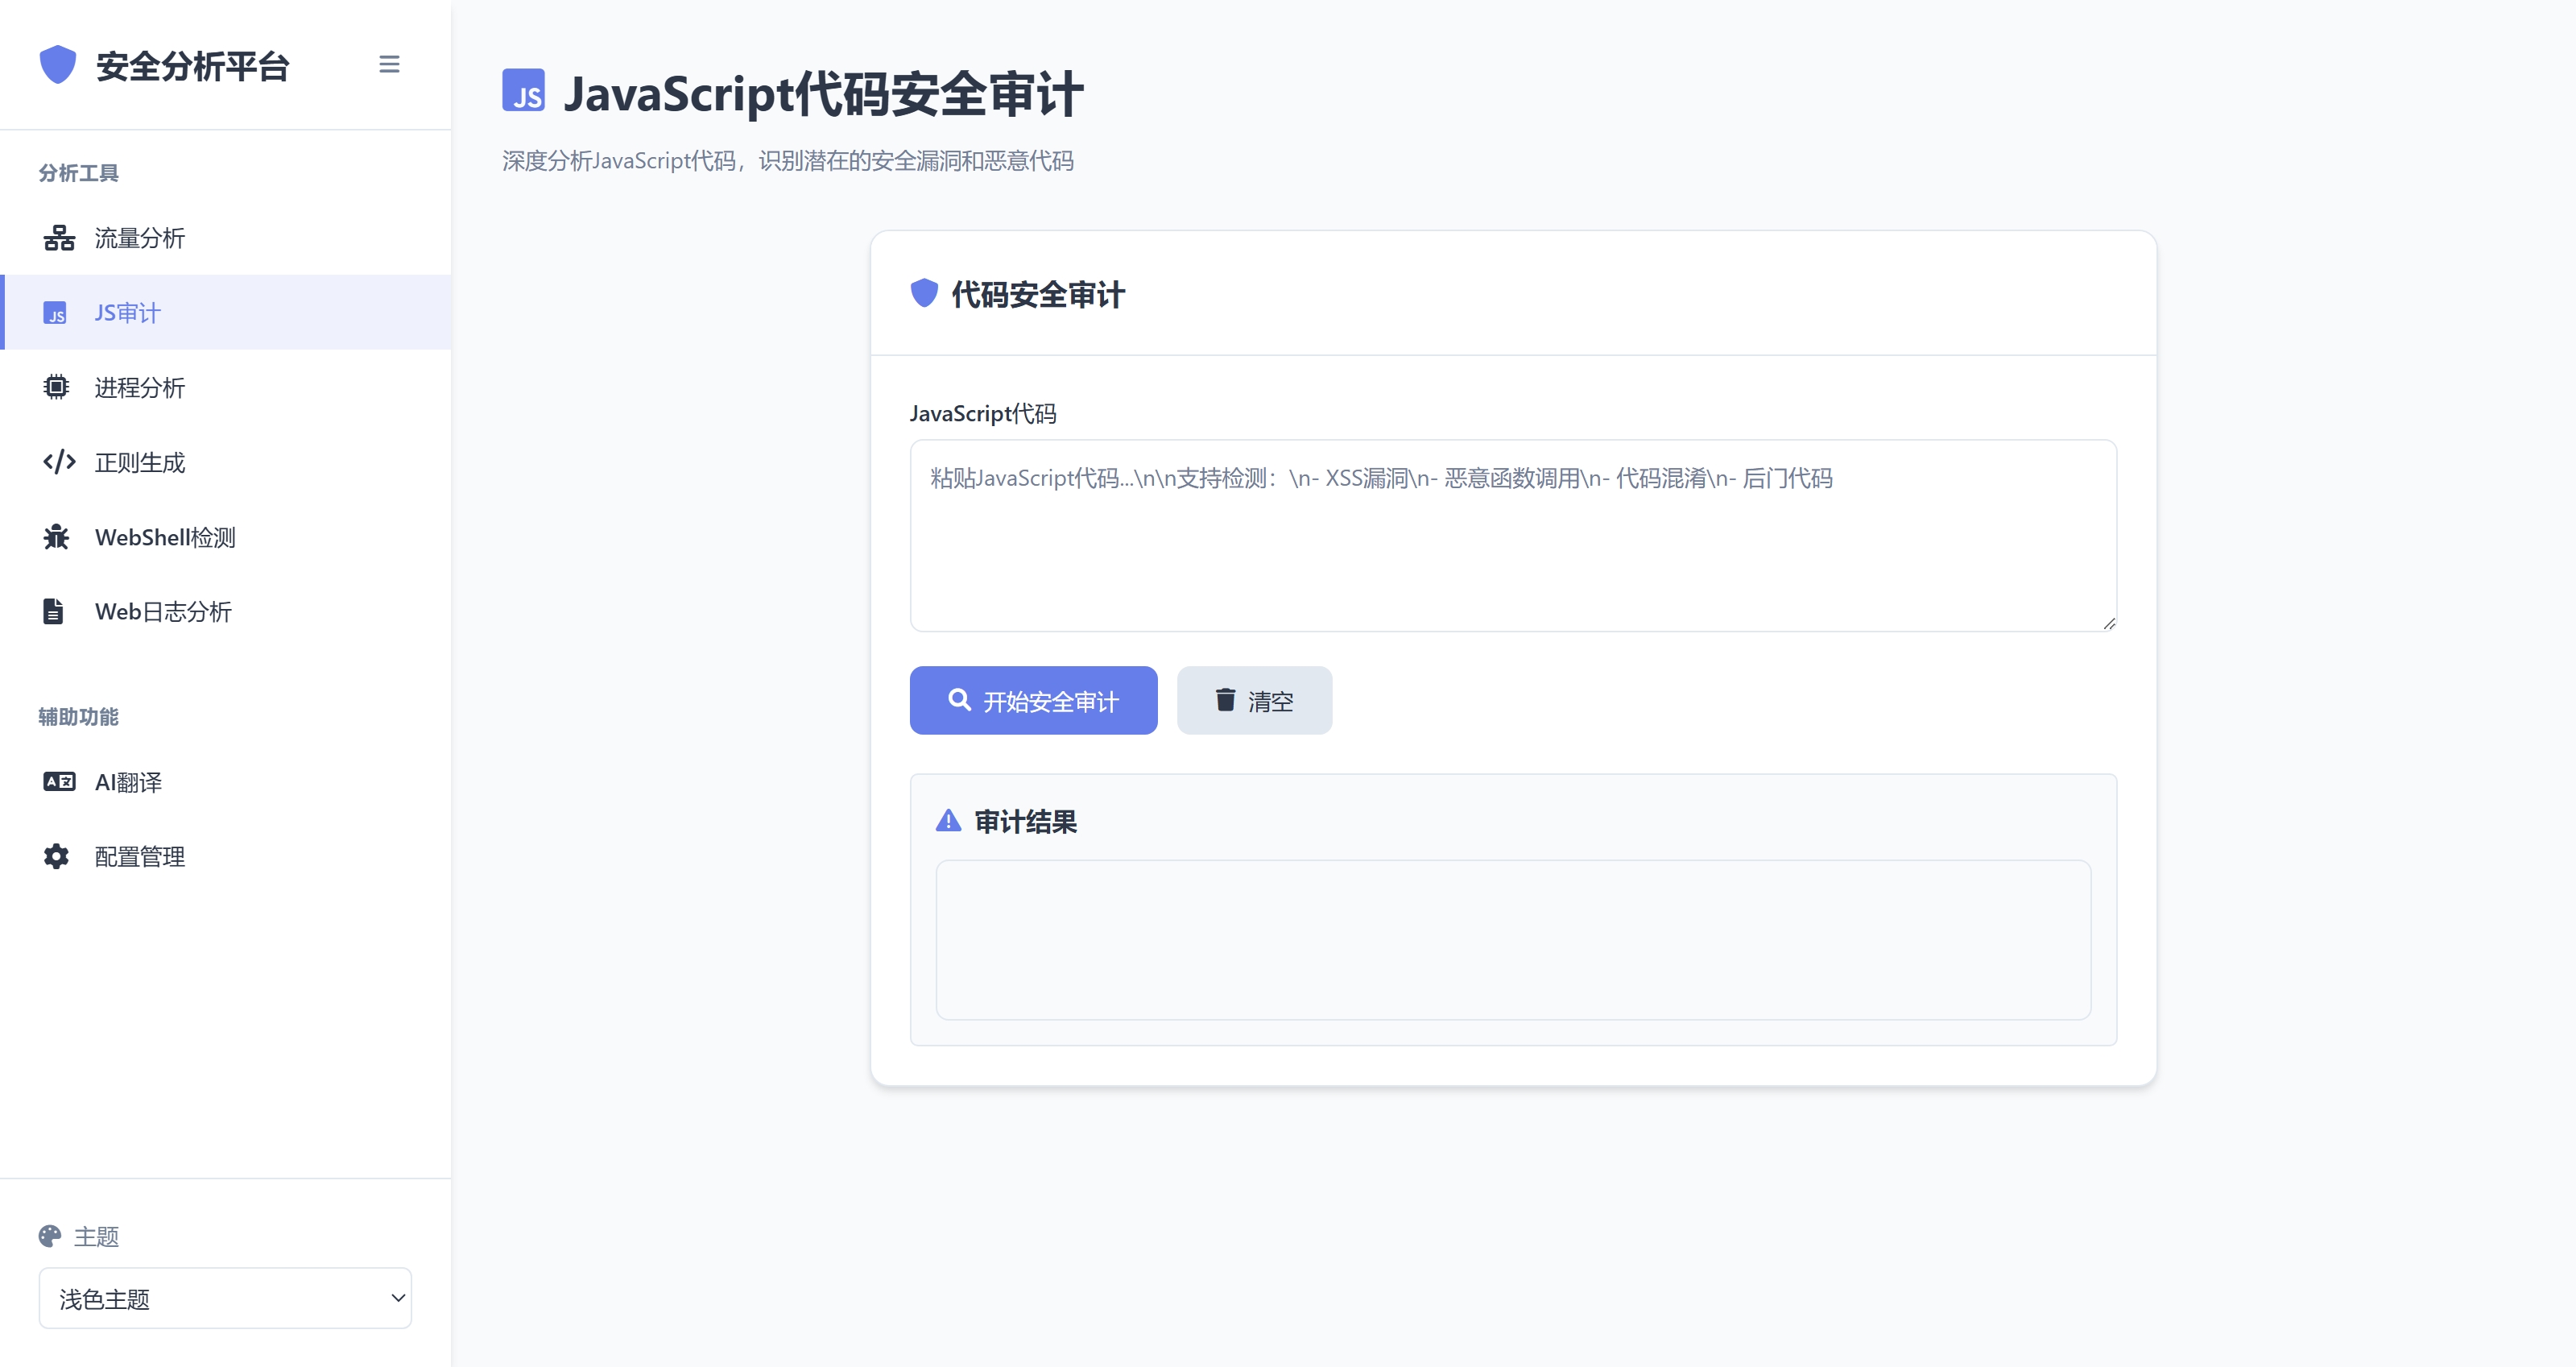 安全分析平台
分析工具
流量分析
JS审计
进程分析
正则生成
WebShell检测
Web日志分析
辅助功能
AI翻译
配置管理
主题
浅色主题
JS JavaScript代码安全审计
深度分析JavaScript代码，识别潜在的安全漏洞和恶意代码
代码安全审计
JavaScript代码
粘贴JavaScript代码...\n\n支持检测：\n- XSS漏洞\n- 恶意函数调用\n- 代码混淆\n- 后门代码
开始安全审计
清空
审计结果